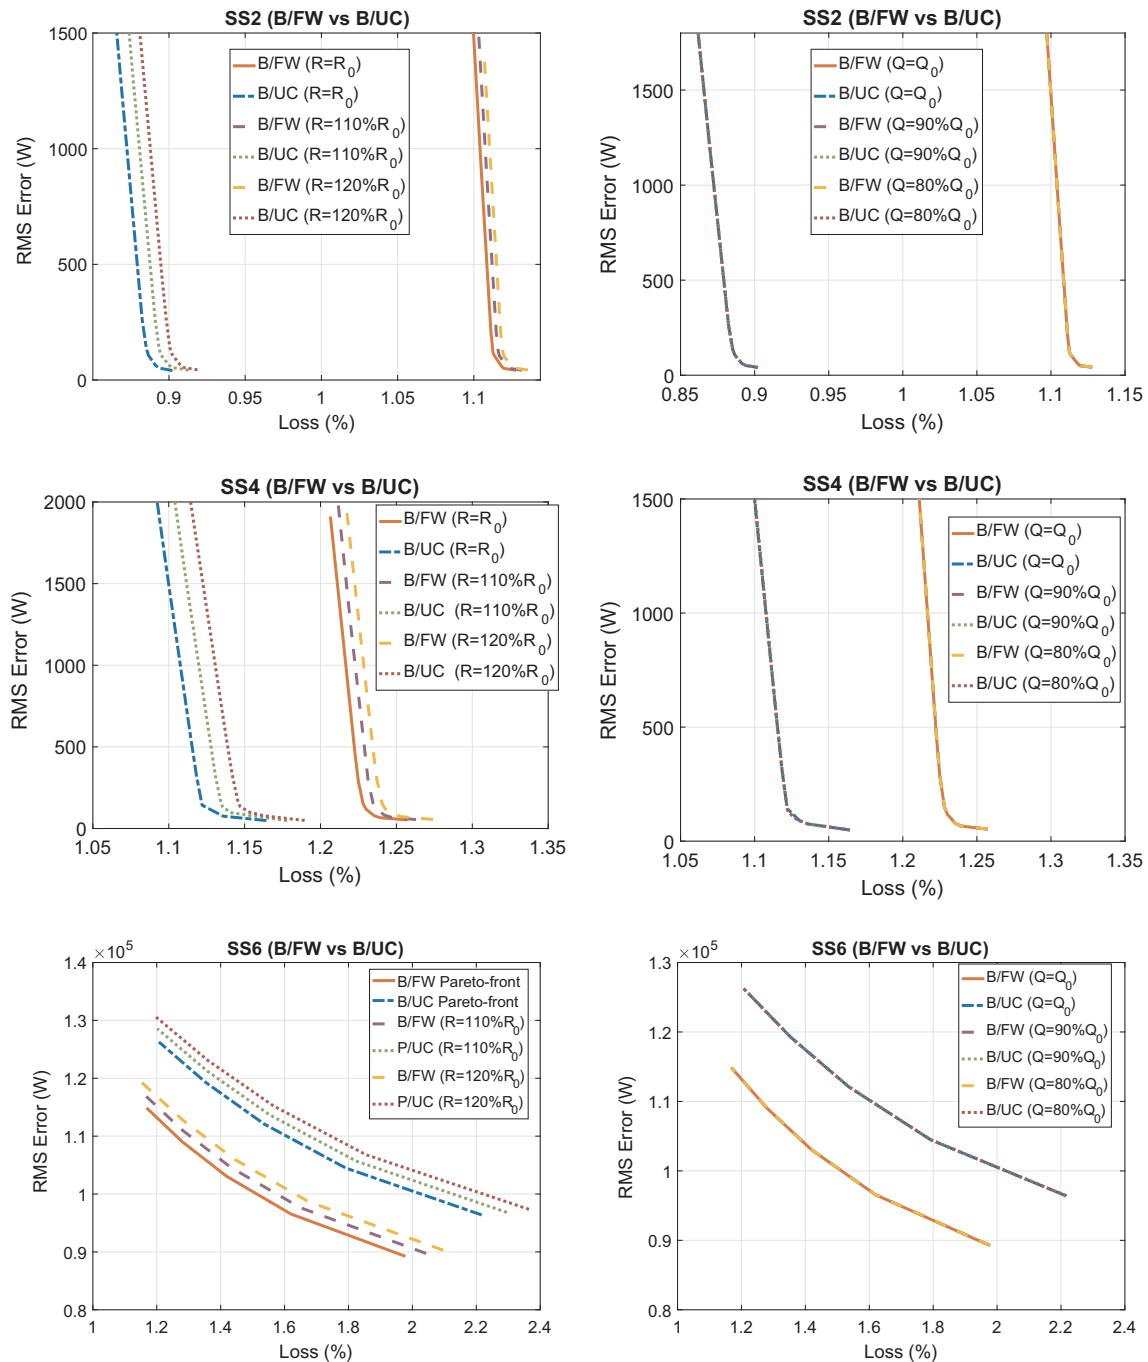 SS2 (B/FW vs B/UC)
1500
1000
500
0
RMS Error (W)
B/FW (R=R0)
B/UC (R=R0)
B/FW (R=110%R0)
B/UC (R=110%R0)
B/FW (R=120%R0)
B/UC (R=120%R0)
0.9 0.95 1 1.05 1.1
Loss (%)
SS2 (B/FW vs B/UC)
1500
1000
500
0
RMS Error (W)
B/FW (Q=Q0)
B/UC (Q=Q0)
B/FW (Q=90%Q0)
B/UC (Q=90%Q0)
B/FW (Q=80%Q0)
B/UC (Q=80%Q0)
0.85 0.9 0.95 1 1.05 1.1 1.15
Loss (%)
SS4 (B/FW vs B/UC)
2000
1500
1000
500
0
RMS Error (W)
B/FW (R=R0)
B/UC (R=R0)
B/FW (R=110%R0)
B/UC (R=110%R0)
B/FW (R=120%R0)
B/UC (R=120%R0)
1.05 1.1 1.15 1.2 1.25 1.3 1.35
Loss (%)
SS4 (B/FW vs B/UC)
1500
1000
500
0
RMS Error (W)
B/FW (Q=Q0)
B/UC (Q=Q0)
B/FW (Q=90%Q0)
B/UC (Q=90%Q0)
B/FW (Q=80%Q0)
B/UC (Q=80%Q0)
1.05 1.1 1.15 1.2 1.25 1.3 1.35
Loss (%)
SS6 (B/FW vs B/UC)
×10^5
1.4
1.3
1.2
1.1
1
0.9
0.8
RMS Error (W)
B/FW Pareto-front
B/UC Pareto-front
B/FW (R=110%R0)
P/UC (R=110%R0)
B/FW (R=120%R0)
P/UC (R=120%R0)
1 1.2 1.4 1.6 1.8 2 2.2 2.4
Loss (%)
SS6 (B/FW vs B/UC)
×10^5
1.3
1.2
1.1
1
0.9
0.8
RMS Error (W)
B/FW (Q=Q0)
B/UC (Q=Q0)
B/FW (Q=90%Q0)
B/UC (Q=90%Q0)
B/FW (Q=80%Q0)
B/UC (Q=80%Q0)
1 1.2 1.4 1.6 1.8 2 2.2 2.4
Loss (%)